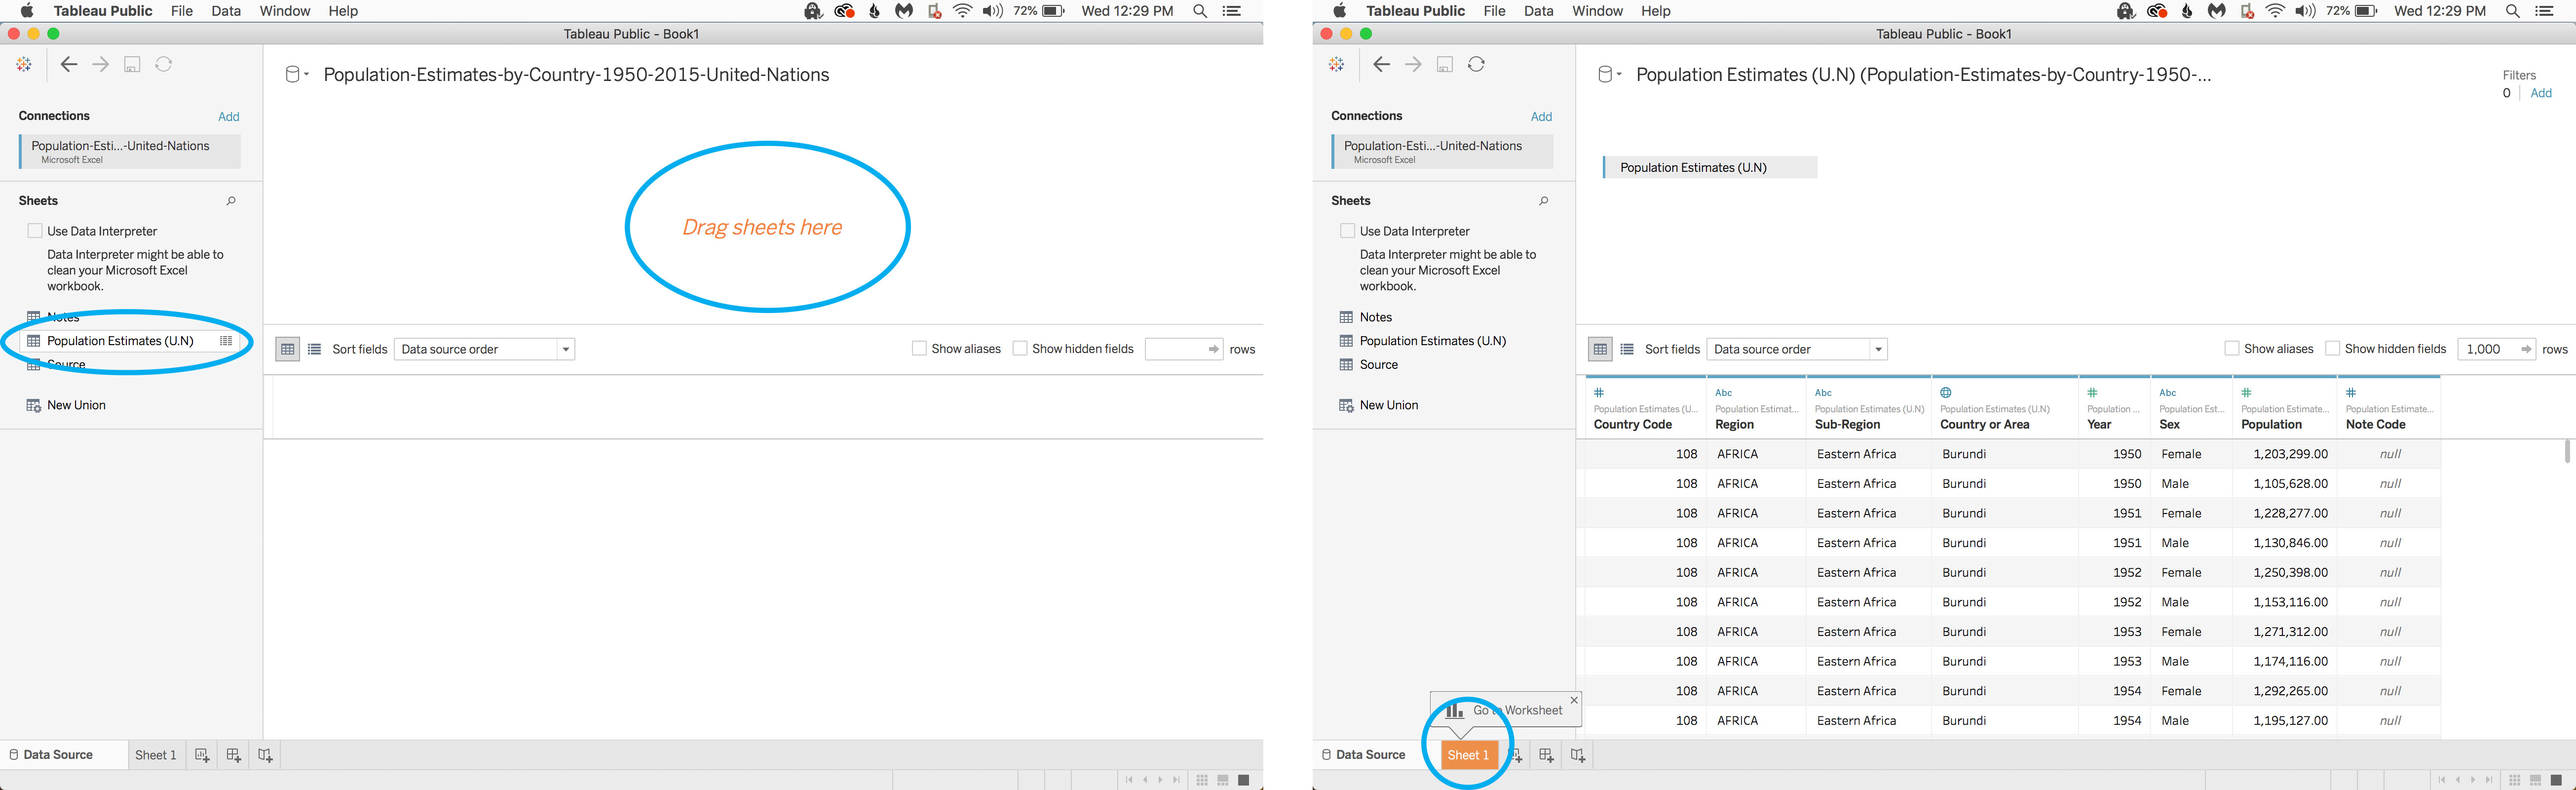 Tableau Public File Data Window Help 72% Wed 12:29 PM
Tableau Public - Book1
Population-Estimates-by-Country-1950-2015-United-Nations
Connections Add
Population-Esti...-United-Nations
Microsoft Excel
Sheets
Use Data Interpreter
Data Interpreter might be able to
clean your Microsoft Excel
workbook.
Notes
Population Estimates (U.N)
Source
New Union
Drag sheets here
Sort fields Data source order Show aliases Show hidden fields rows
Data Source Sheet 1
Tableau Public File Data Window Help 72% Wed 12:29 PM
Tableau Public - Book1
Population Estimates (U.N) (Population-Estimates-by-Country-1950-...
Filters
0 Add
Connections Add
Population-Esti...-United-Nations
Microsoft Excel
Sheets
Use Data Interpreter
Data Interpreter might be able to
clean your Microsoft Excel
workbook.
Notes
Population Estimates (U.N)
Source
New Union
Population Estimates (U.N)
Sort fields Data source order Show aliases Show hidden fields 1,000 rows
# Abc Abc # Abc # #
Population Estimates (U... Population Estimat... Population Estimates (U.N) Population Estimates (U.N) Population ... Population Est... Population Estimate... Population Estimate...
Country Code Region Sub-Region Country or Area Year Sex Population Note Code
108 AFRICA Eastern Africa Burundi 1950 Female 1,203,299.00 null
108 AFRICA Eastern Africa Burundi 1950 Male 1,105,628.00 null
108 AFRICA Eastern Africa Burundi 1951 Female 1,228,277.00 null
108 AFRICA Eastern Africa Burundi 1951 Male 1,130,846.00 null
108 AFRICA Eastern Africa Burundi 1952 Female 1,250,398.00 null
108 AFRICA Eastern Africa Burundi 1952 Male 1,153,116.00 null
108 AFRICA Eastern Africa Burundi 1953 Female 1,271,312.00 null
108 AFRICA Eastern Africa Burundi 1953 Male 1,174,116.00 null
108 AFRICA Eastern Africa Burundi 1954 Female 1,292,265.00 null
108 AFRICA Eastern Africa Burundi 1954 Male 1,195,127.00 null
Go to Worksheet
Data Source Sheet 1